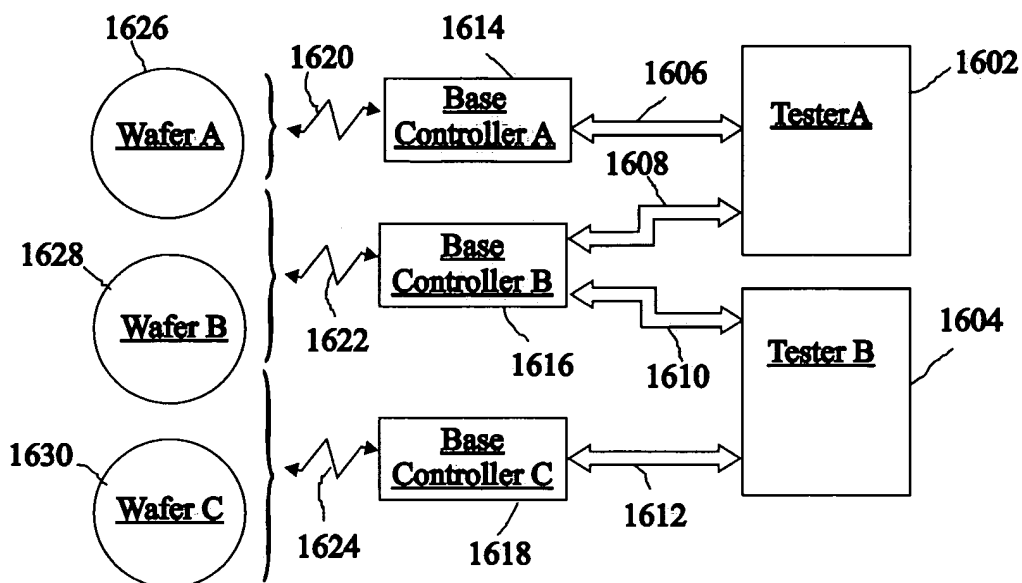 1626
1614
1620
1606
1602
Wafer A
Base
Controller A
TesterA
1608
1628
Base
Controller B
Wafer B
1622
1616
1610
Tester B
1604
1630
Base
Controller C
Wafer C
1624
1618
1612